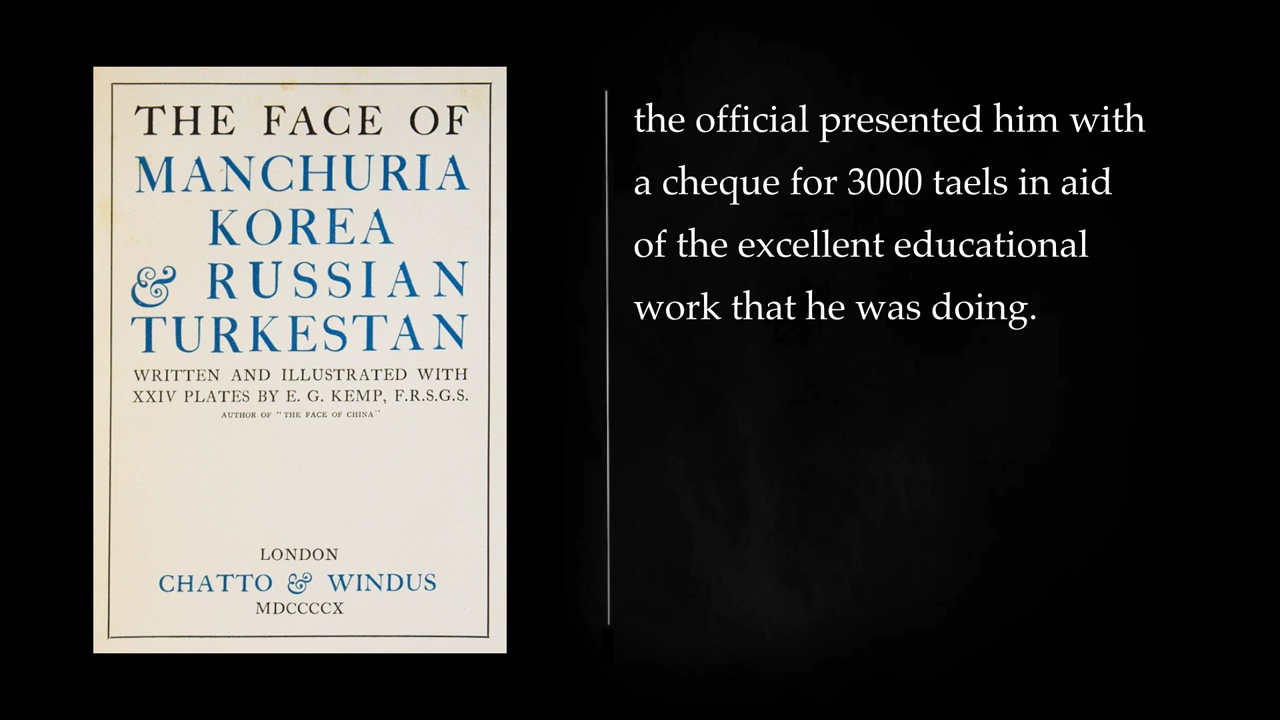 THE FACE OF
MANCHURIA
KOREA
& RUSSIAN
TURKESTAN
WRITTEN AND ILLUSTRATED WITH
XXIV PLATES BY E. G. KEMP, F.R.S.G.S.
AUTHOR OF "THE FACE OF CHINA"
LONDON
CHATTO & WINDUS
MDCCCCX
the official presented him with
a cheque for 3000 taels in aid
of the excellent educational
work that he was doing.